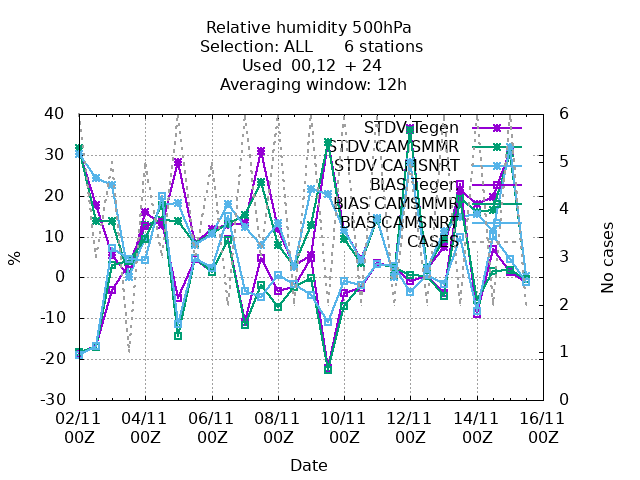 Relative humidity 500hPa
Selection: ALL 6 stations
Used 00,12 + 24
Averaging window: 12h
40
30
20
10
0
-10
-20
-30
%
6
5
4
3
2
1
0
No cases
STDV Tegen
STDV CAMSMMR
STDV CAMSNRT
BIAS Tegen
BIAS CAMSMMR
BIAS CAMSNRT
CASES
02/11 04/11 06/11 08/11 10/11 12/11 14/11 16/11
00Z 00Z 00Z 00Z 00Z 00Z 00Z 00Z
Date